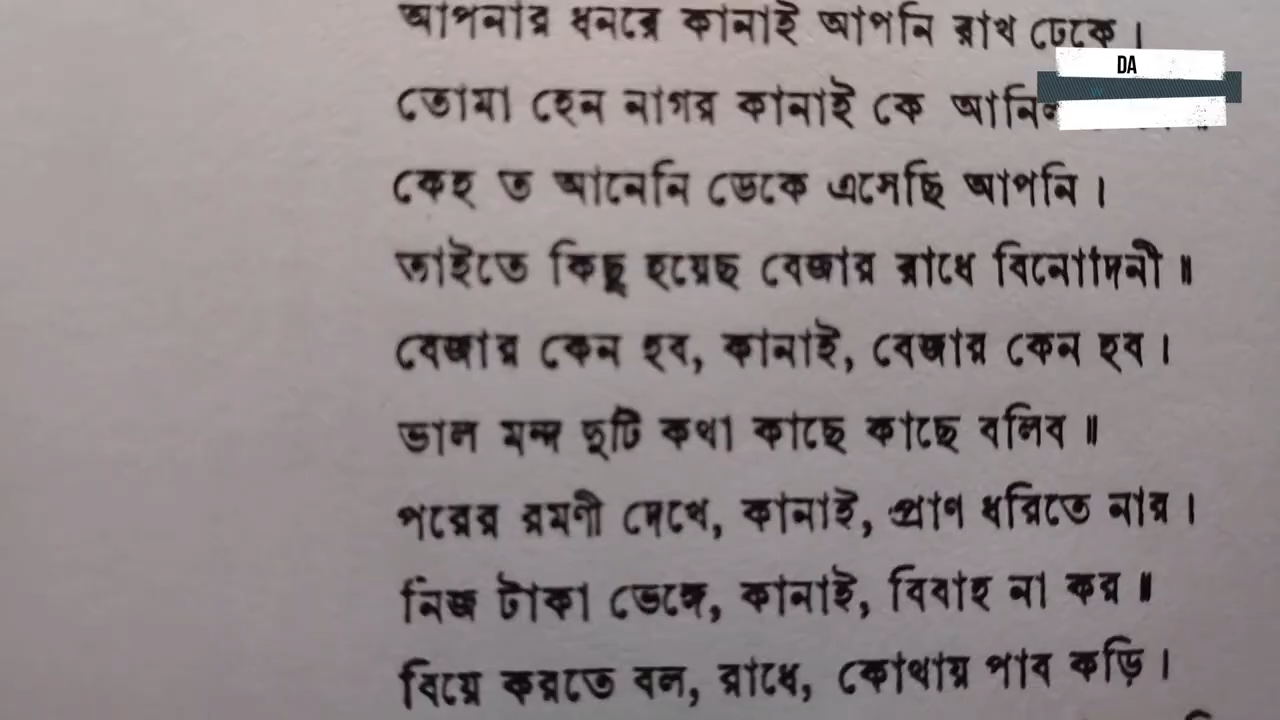 আপনার ধনরে কানাই আপনি রাখ ঢেকে ।
DA
তোমা হেন নাগর কানাই কে
কেহ ত আনেনি ডেকে এসেছি আপনি ।
তাইতে কিছু হয়েছ বেজার রাধে বিনোদিনী ॥
বেজার কেন হব, কানাই, বেজার কেন হব ।
ভাল মন্দ দুটি কথা কাছে কাছে বলিব ॥
পরের রমণী দেখে, কানাই, প্রাণ ধরিতে নার ।
নিজ টাকা ভেঙ্গে, কানাই, বিবাহ না কর ॥
বিয়ে করতে বল, রাধে, কোথায় পাব কড়ি ।